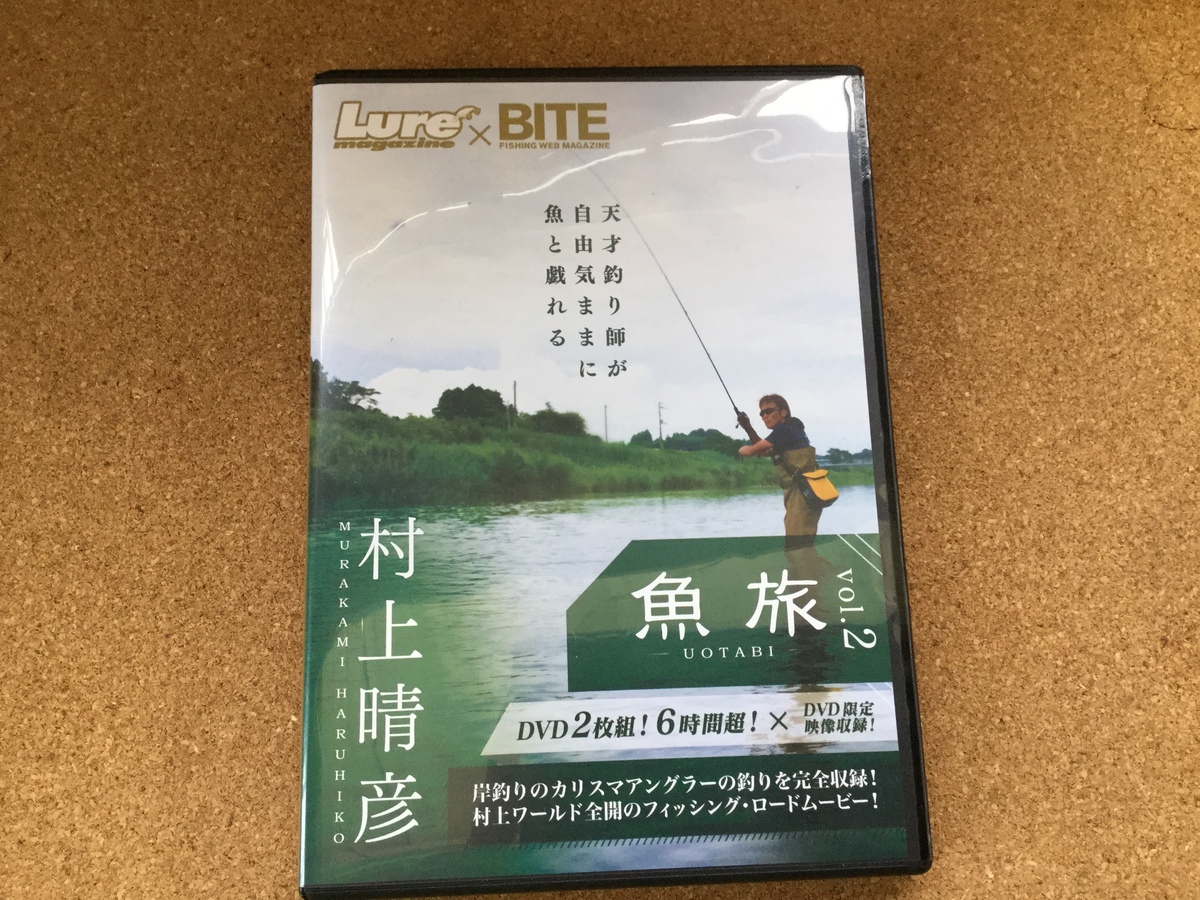 Lure magazine × BITE
FISHING WEB MAGAZINE
天才釣り師が
自由気ままに
魚と戯れる
村上晴彦
MURAKAMI HARUHIKO
魚旅
UOTABI
vol.2
DVD2枚組!6時間超!×
DVD限定
映像収録!
岸釣りのカリスマアングラーの釣りを完全収録!
村上ワールド全開のフィッシング・ロードムービー!